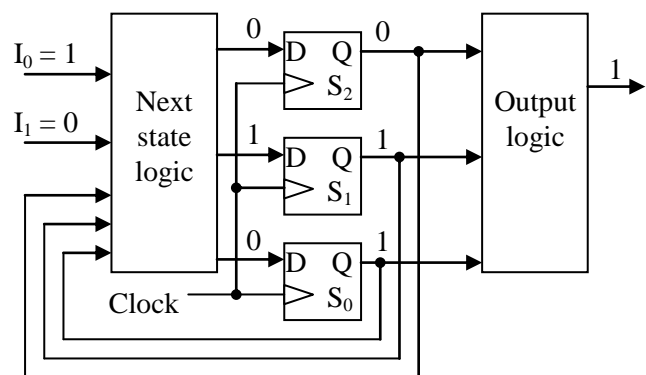 I₀ = 1
I₁ = 0
Next
state
logic
0
D Q
S₂
0
1
D Q
S₁
1
0
D Q
S₀
1
Clock
Output
logic
1